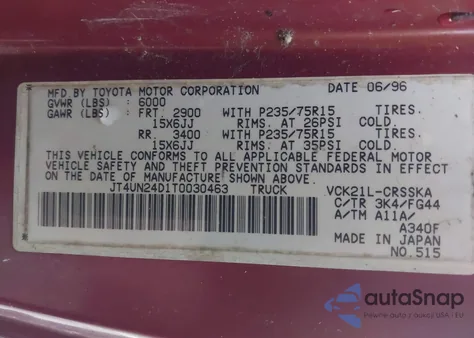 MFD BY TOYOTA MOTOR CORPORATION DATE 06/96
GVWR (LBS) : 6000
GAWR (LBS) : FRT. 2900 WITH P235/75R15 TIRES.
15X6JJ RIMS. AT 26PSI COLD.
RR. 3400 WITH P235/75R15 TIRES.
15X6JJ RIMS. AT 35PSI COLD.
THIS VEHICLE CONFORMS TO ALL APPLICABLE FEDERAL MOTOR
VEHICLE SAFETY AND BUMPER STANDARDS IN EFFECT
ON THE DATE OF MANUFACTURE SHOWN ABOVE.
JT4UN24D1T0030463 TRUCK VCK21L-CRSSKA
C/TR 3K4/FG44
A/TM A11A/
A340F
MADE IN JAPAN
NO.515
autoSnap